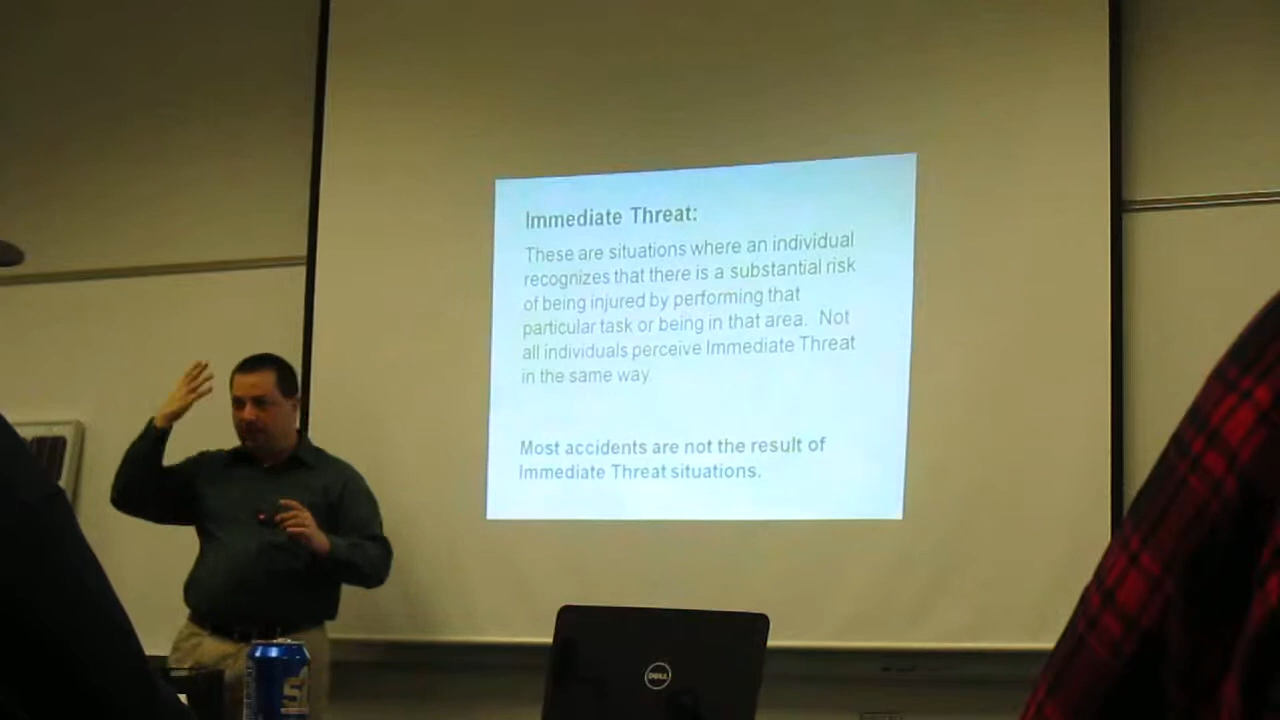 Immediate Threat:
These are situations where an individual
recognizes that there is a substantial risk
of being injured by performing that
particular task or being in that area. Not
all individuals perceive Immediate Threat
in the same way.
Most accidents are not the result of
Immediate Threat situations.
DELL